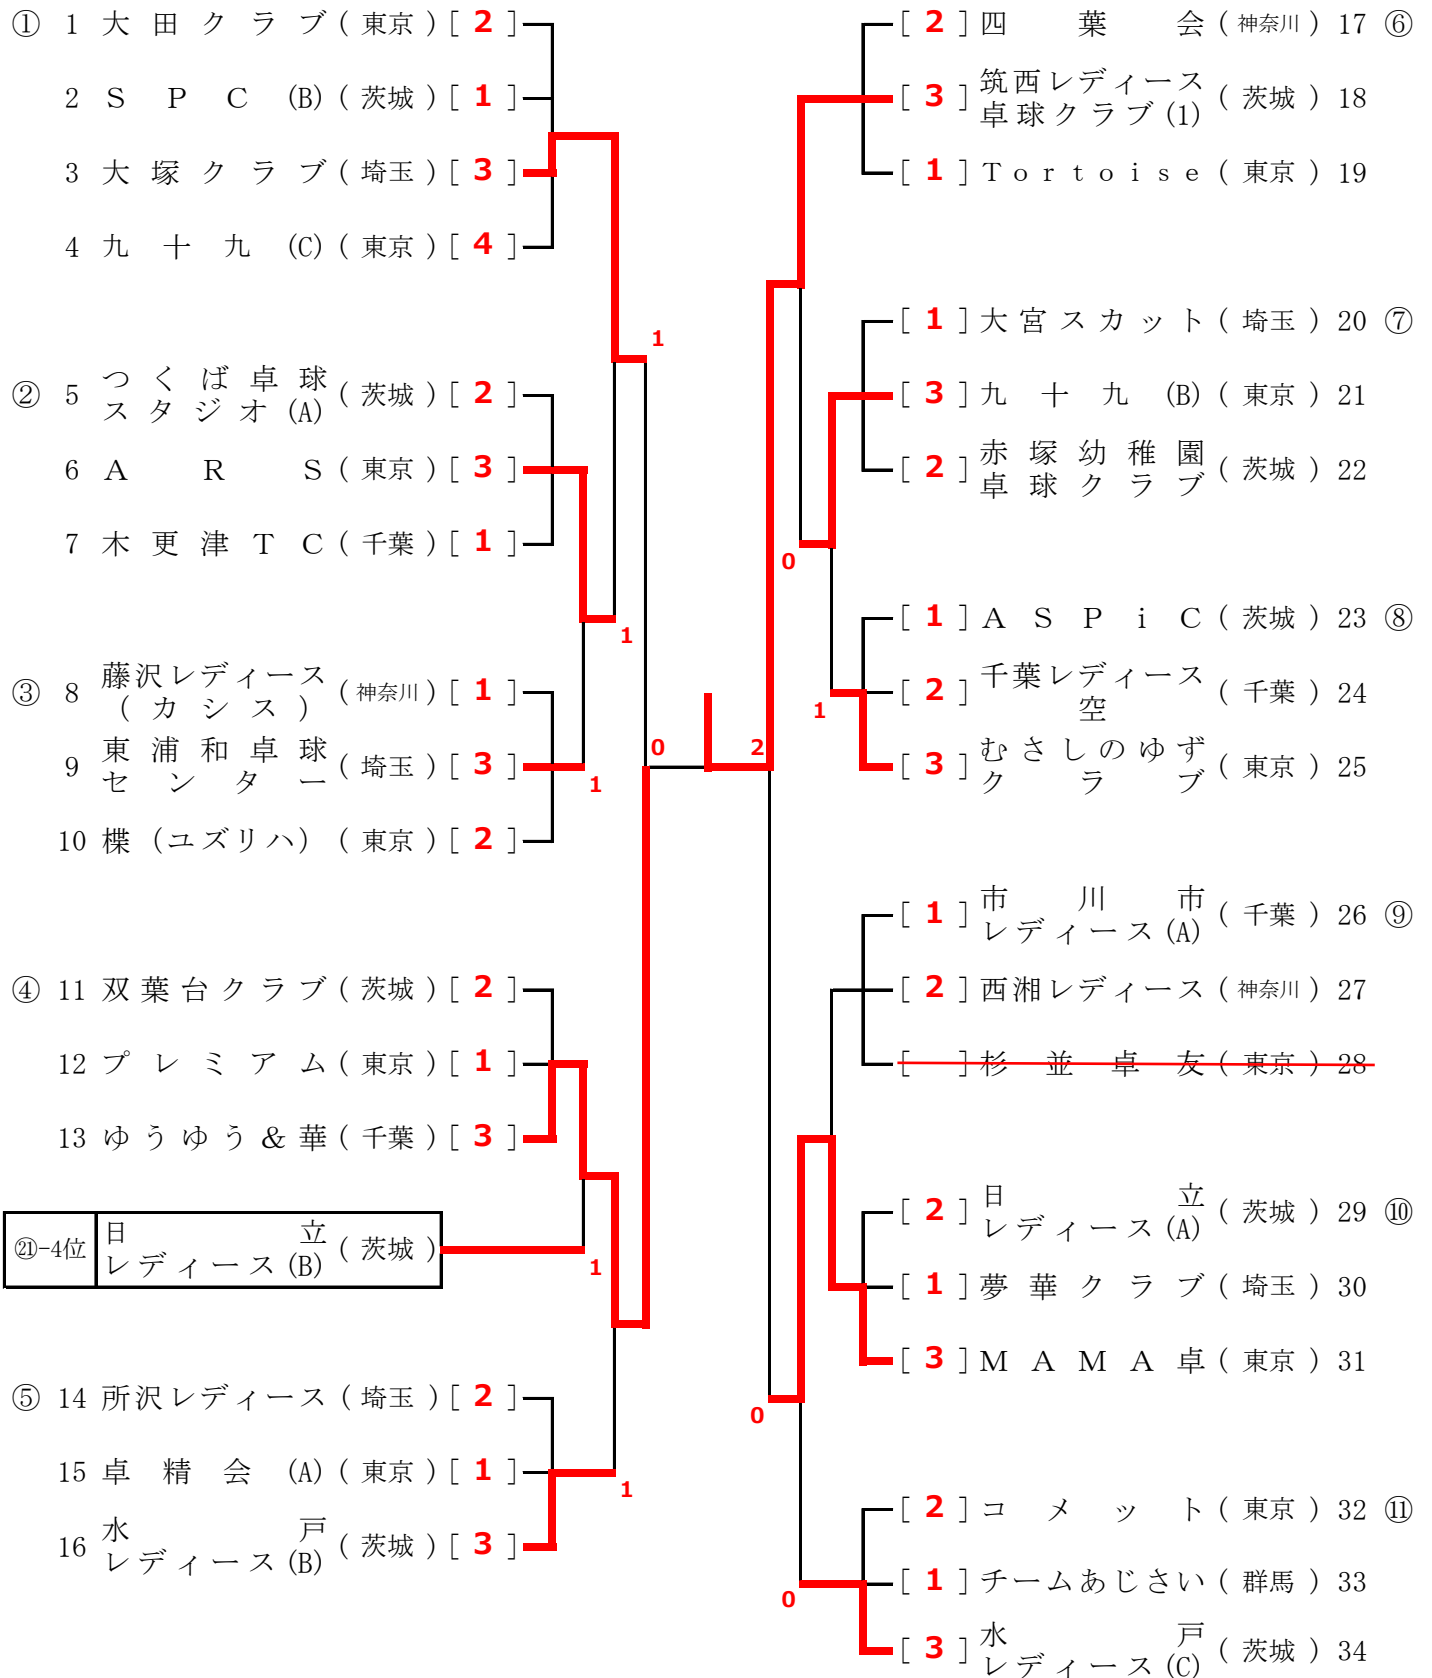 ① 1 大田クラブ (東京) [ 2 ]
2 SPC (B) (茨城) [ 1 ]
3 大塚クラブ (埼玉) [ 3 ]
4 九十九 (C) (東京) [ 4 ]
1
② 5 つくば卓球スタジオ(A) (茨城) [ 2 ]
6 ARS (東京) [ 3 ]
7 木更津TC (千葉) [ 1 ]
1
③ 8 藤沢レディース(カシス) (神奈川) [ 1 ]
9 東浦和卓球センター (埼玉) [ 3 ]
1
10 楪(ユズリハ) (東京) [ 2 ]
0
④ 11 双葉台クラブ (茨城) [ 2 ]
12 プレミアム (東京) [ 1 ]
13 ゆうゆう&華 (千葉) [ 3 ]
㉑-4位 日立レディース(B) (茨城)
1
⑤ 14 所沢レディース (埼玉) [ 2 ]
15 卓精会 (A) (東京) [ 1 ]
1
16 水戸レディース(B) (茨城) [ 3 ]
[ 2 ] 四葉会 (神奈川) 17 ⑥
[ 3 ] 筑西レディース卓球クラブ(1) (茨城) 18
[ 1 ] Tortoise (東京) 19
[ 1 ] 大宮スカット (埼玉) 20 ⑦
[ 3 ] 九十九 (B) (東京) 21
[ 2 ] 赤塚幼稚園卓球クラブ (茨城) 22
0
[ 1 ] ASPiC (茨城) 23 ⑧
[ 2 ] 千葉レディース空 (千葉) 24
1
2
[ 3 ] むさしのゆずクラブ (東京) 25
[ 1 ] 市川市レディース(A) (千葉) 26 ⑨
[ 2 ] 西湘レディース (神奈川) 27
[ ] 杉並卓友 (東京) 28
[ 2 ] 日立レディース(A) (茨城) 29 ⑩
[ 1 ] 夢華クラブ (埼玉) 30
[ 3 ] MAMA卓 (東京) 31
0
[ 2 ] コメット (東京) 32 ⑪
[ 1 ] チームあじさい (群馬) 33
0
[ 3 ] 水戸レディース(C) (茨城) 34